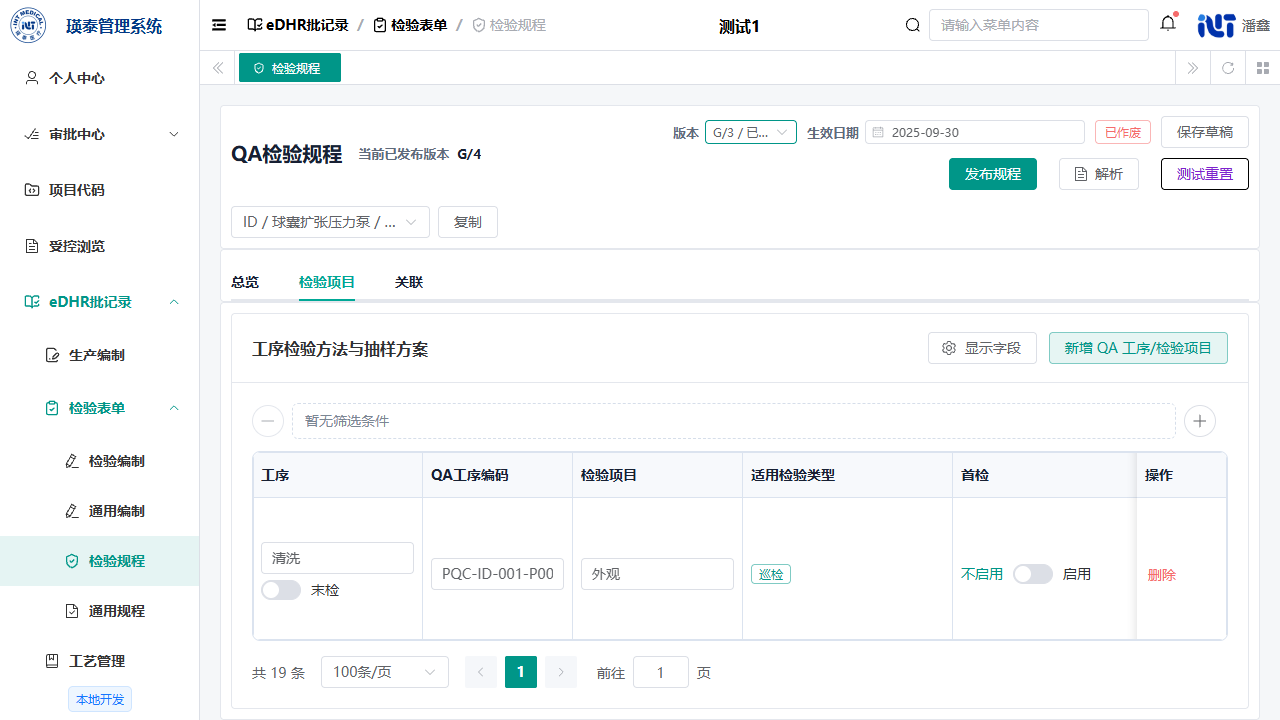 瑛泰管理系统
eDHR批记录 / 检验表单 / 检验规程
测试1
请输入菜单内容
潘鑫
个人中心
审批中心
项目代码
受控浏览
eDHR批记录
生产编制
检验表单
检验编制
通用编制
检验规程
通用规程
工艺管理
本地开发
检验规程
QA检验规程
当前已发布版本 G/4
版本
G/3 / 已...
生效日期
2025-09-30
已作废
保存草稿
发布规程
解析
测试重置
ID / 球囊扩张压力泵 / ...
复制
总览
检验项目
关联
工序检验方法与抽样方案
显示字段
新增 QA 工序/检验项目
暂无筛选条件
工序
QA工序编码
检验项目
适用检验类型
首检
操作
清洗
末检
PQC-ID-001-P00
外观
巡检
不启用
启用
删除
共 19 条
100条/页
1
前往
1
页